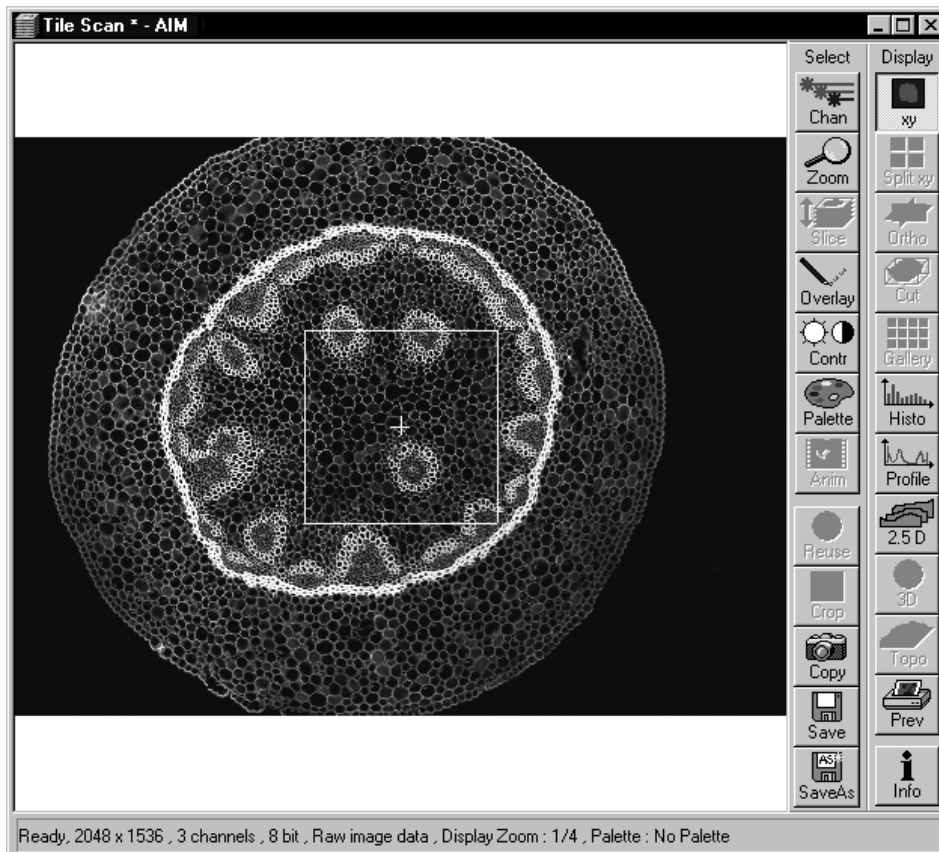 Tile Scan * - AIM
Select
Display
Chan
xy
Zoom
Split xy
Slice
Ortho
Overlay
Cut
Contr
Gallery
Palette
Histo
Anim
Profile
Reuse
2.5 D
Crop
3D
Copy
Topo
Save
Prev
AS
SaveAs
Info
Ready, 2048 x 1536 , 3 channels , 8 bit , Raw image data , Display Zoom : 1/4 , Palette : No Palette